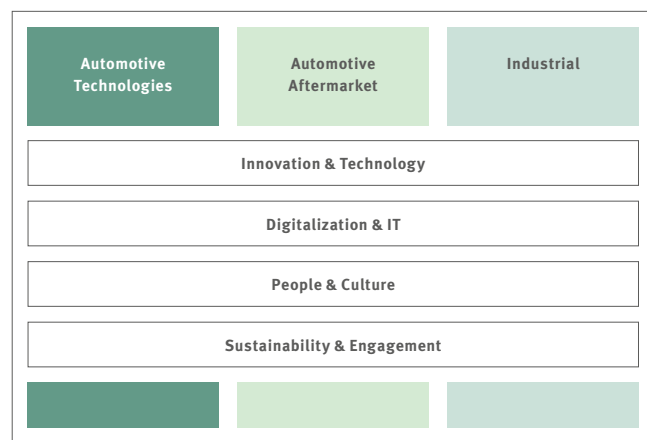 Automotive
Technologies
Automotive
Aftermarket
Industrial
Innovation & Technology
Digitalization & IT
People & Culture
Sustainability & Engagement